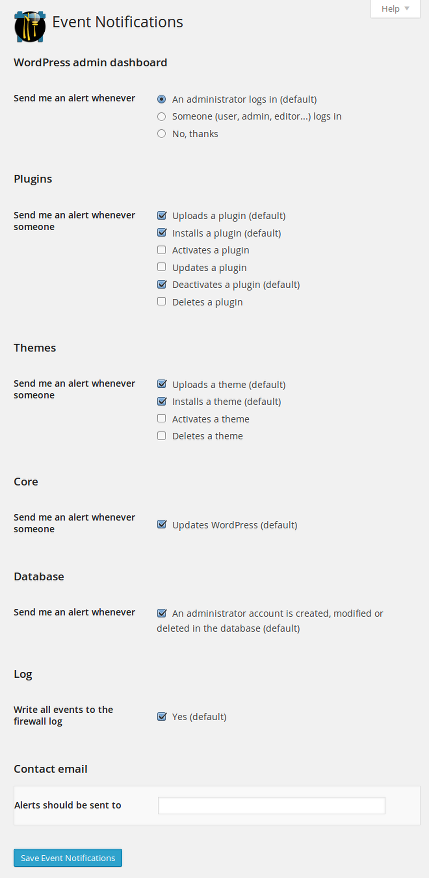 Help
Event Notifications
WordPress admin dashboard
Send me an alert whenever
An administrator logs in (default)
Someone (user, admin, editor...) logs in
No, thanks
Plugins
Send me an alert whenever
someone
Uploads a plugin (default)
Installs a plugin (default)
Activates a plugin
Updates a plugin
Deactivates a plugin (default)
Deletes a plugin
Themes
Send me an alert whenever
someone
Uploads a theme (default)
Installs a theme (default)
Activates a theme
Deletes a theme
Core
Send me an alert whenever
someone
Updates WordPress (default)
Database
Send me an alert whenever
An administrator account is created, modified or
deleted in the database (default)
Log
Write all events to the
firewall log
Yes (default)
Contact email
Alerts should be sent to
Save Event Notifications